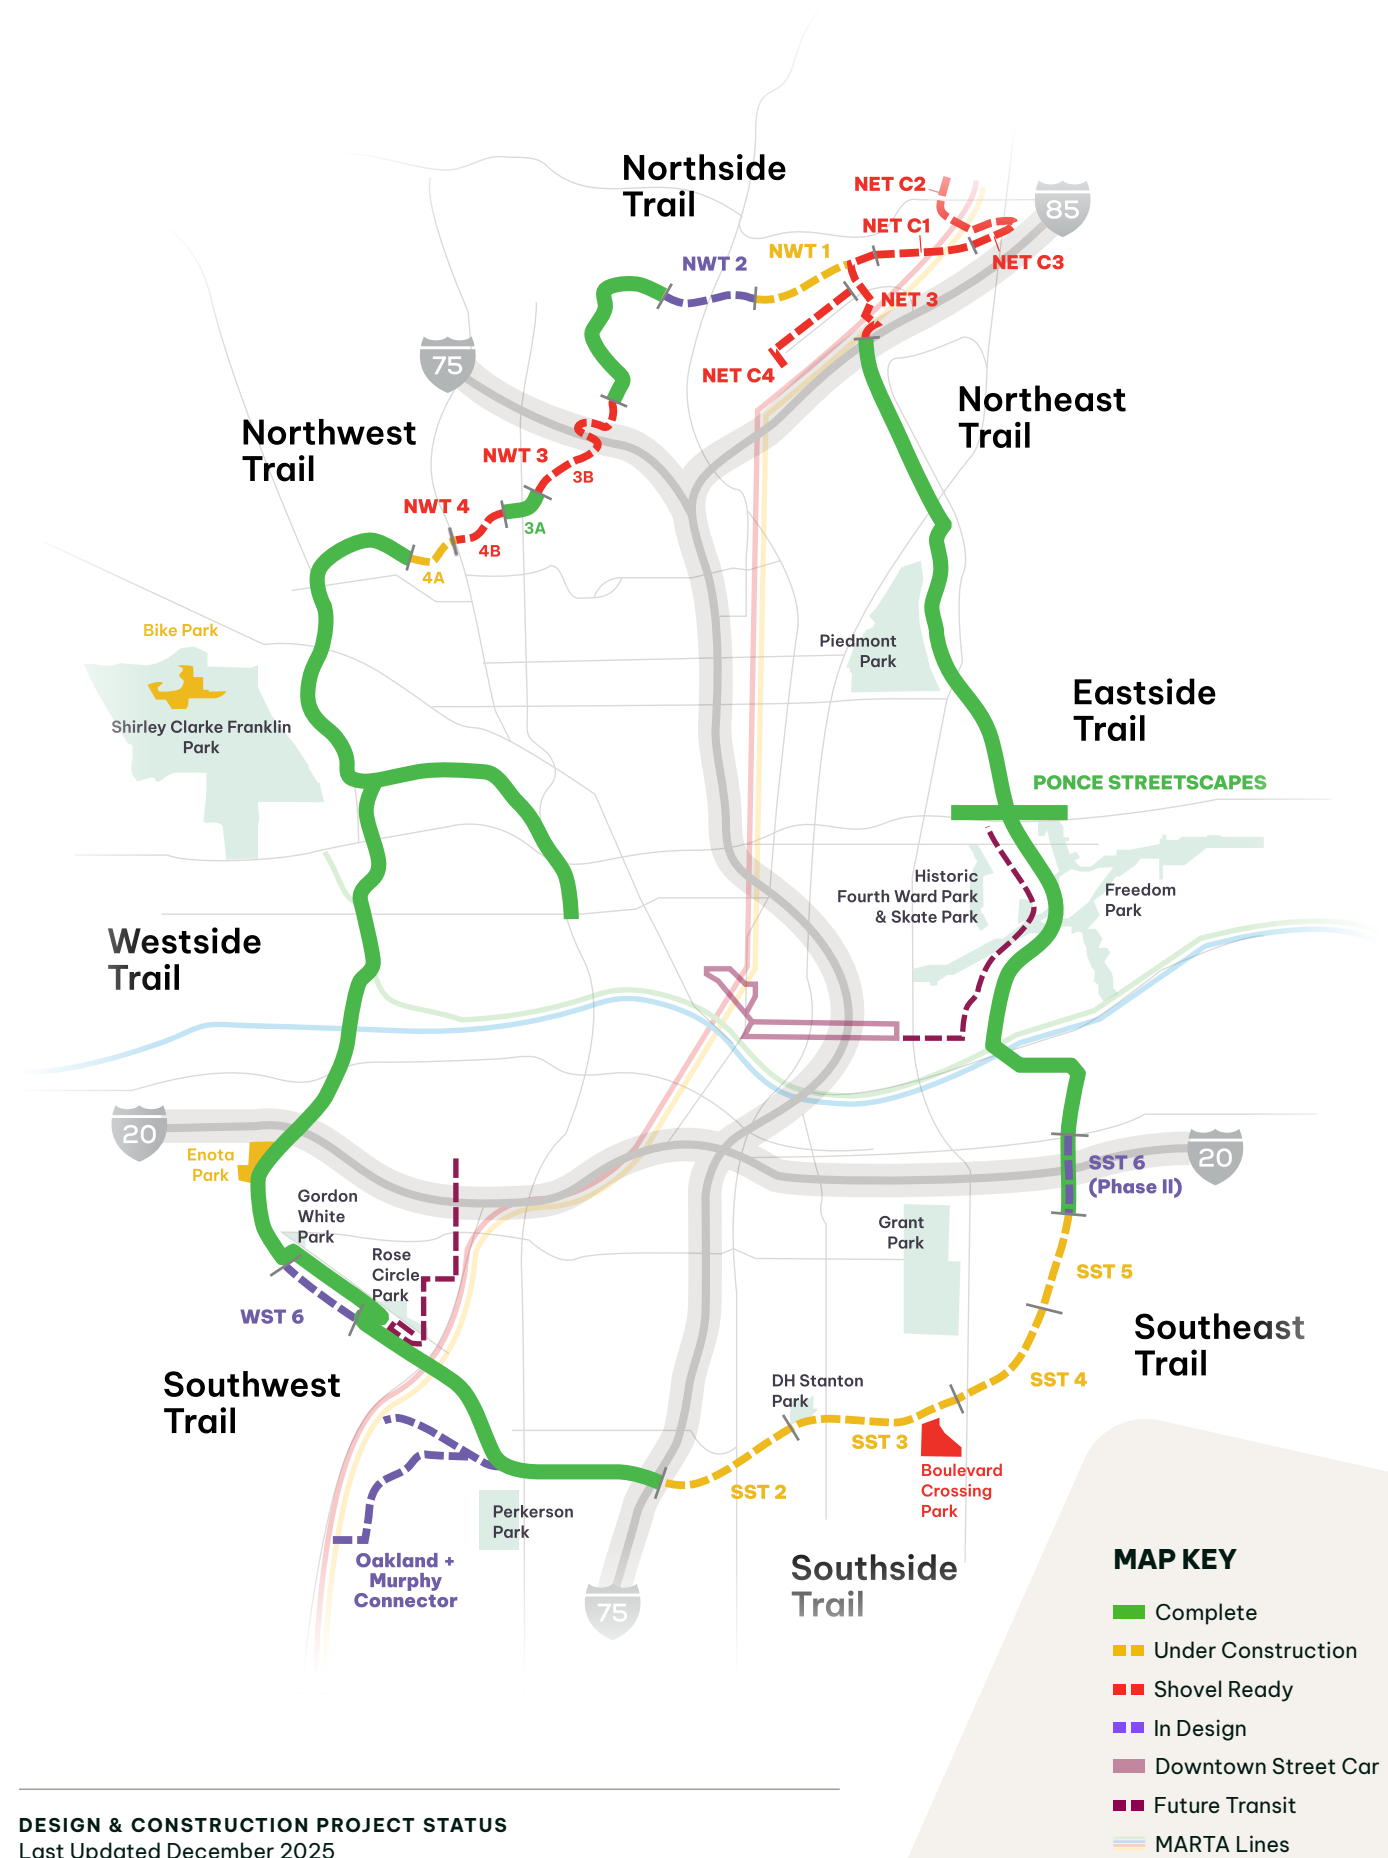 Northside
Trail
NET C2
85
NET C1
NWT 1
NWT 2
NET C3
NET 3
75
NET C4
Northeast
Trail
Northwest
Trail
NWT 3
3B
NWT 4
3A
4B
4A
Bike Park
Piedmont
Park
Shirley Clarke Franklin
Park
Eastside
Trail
PONCE STREETSCAPES
Historic
Fourth Ward Park
& Skate Park
Freedom
Park
Westside
Trail
20
Enota
Park
20
SST 6
(Phase II)
Gordon
White
Park
Grant
Park
Rose
Circle
Park
SST 5
WST 6
Southeast
Trail
Southwest
Trail
DH Stanton
Park
SST 4
SST 3
SST 2
Boulevard
Crossing
Park
Perkerson
Park
Oakland +
Murphy
Connector
Southside
Trail
75
MAP KEY
Complete
Under Construction
Shovel Ready
In Design
Downtown Street Car
Future Transit
MARTA Lines
DESIGN & CONSTRUCTION PROJECT STATUS
Last Updated December 2025